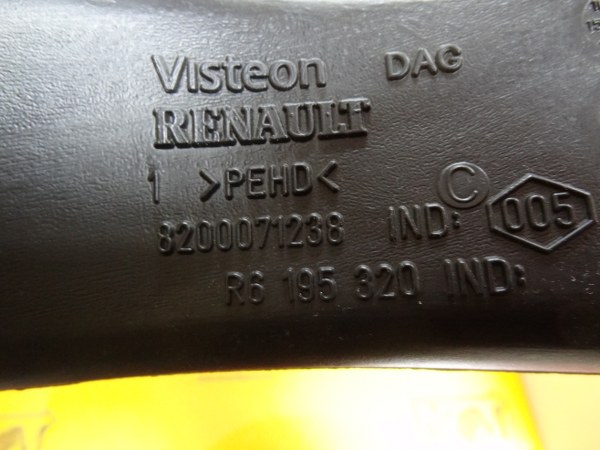 Visteon DAG
RENAULT
1 >PEHD< C
8200071238 IND: 005
R6 195 320 IND: